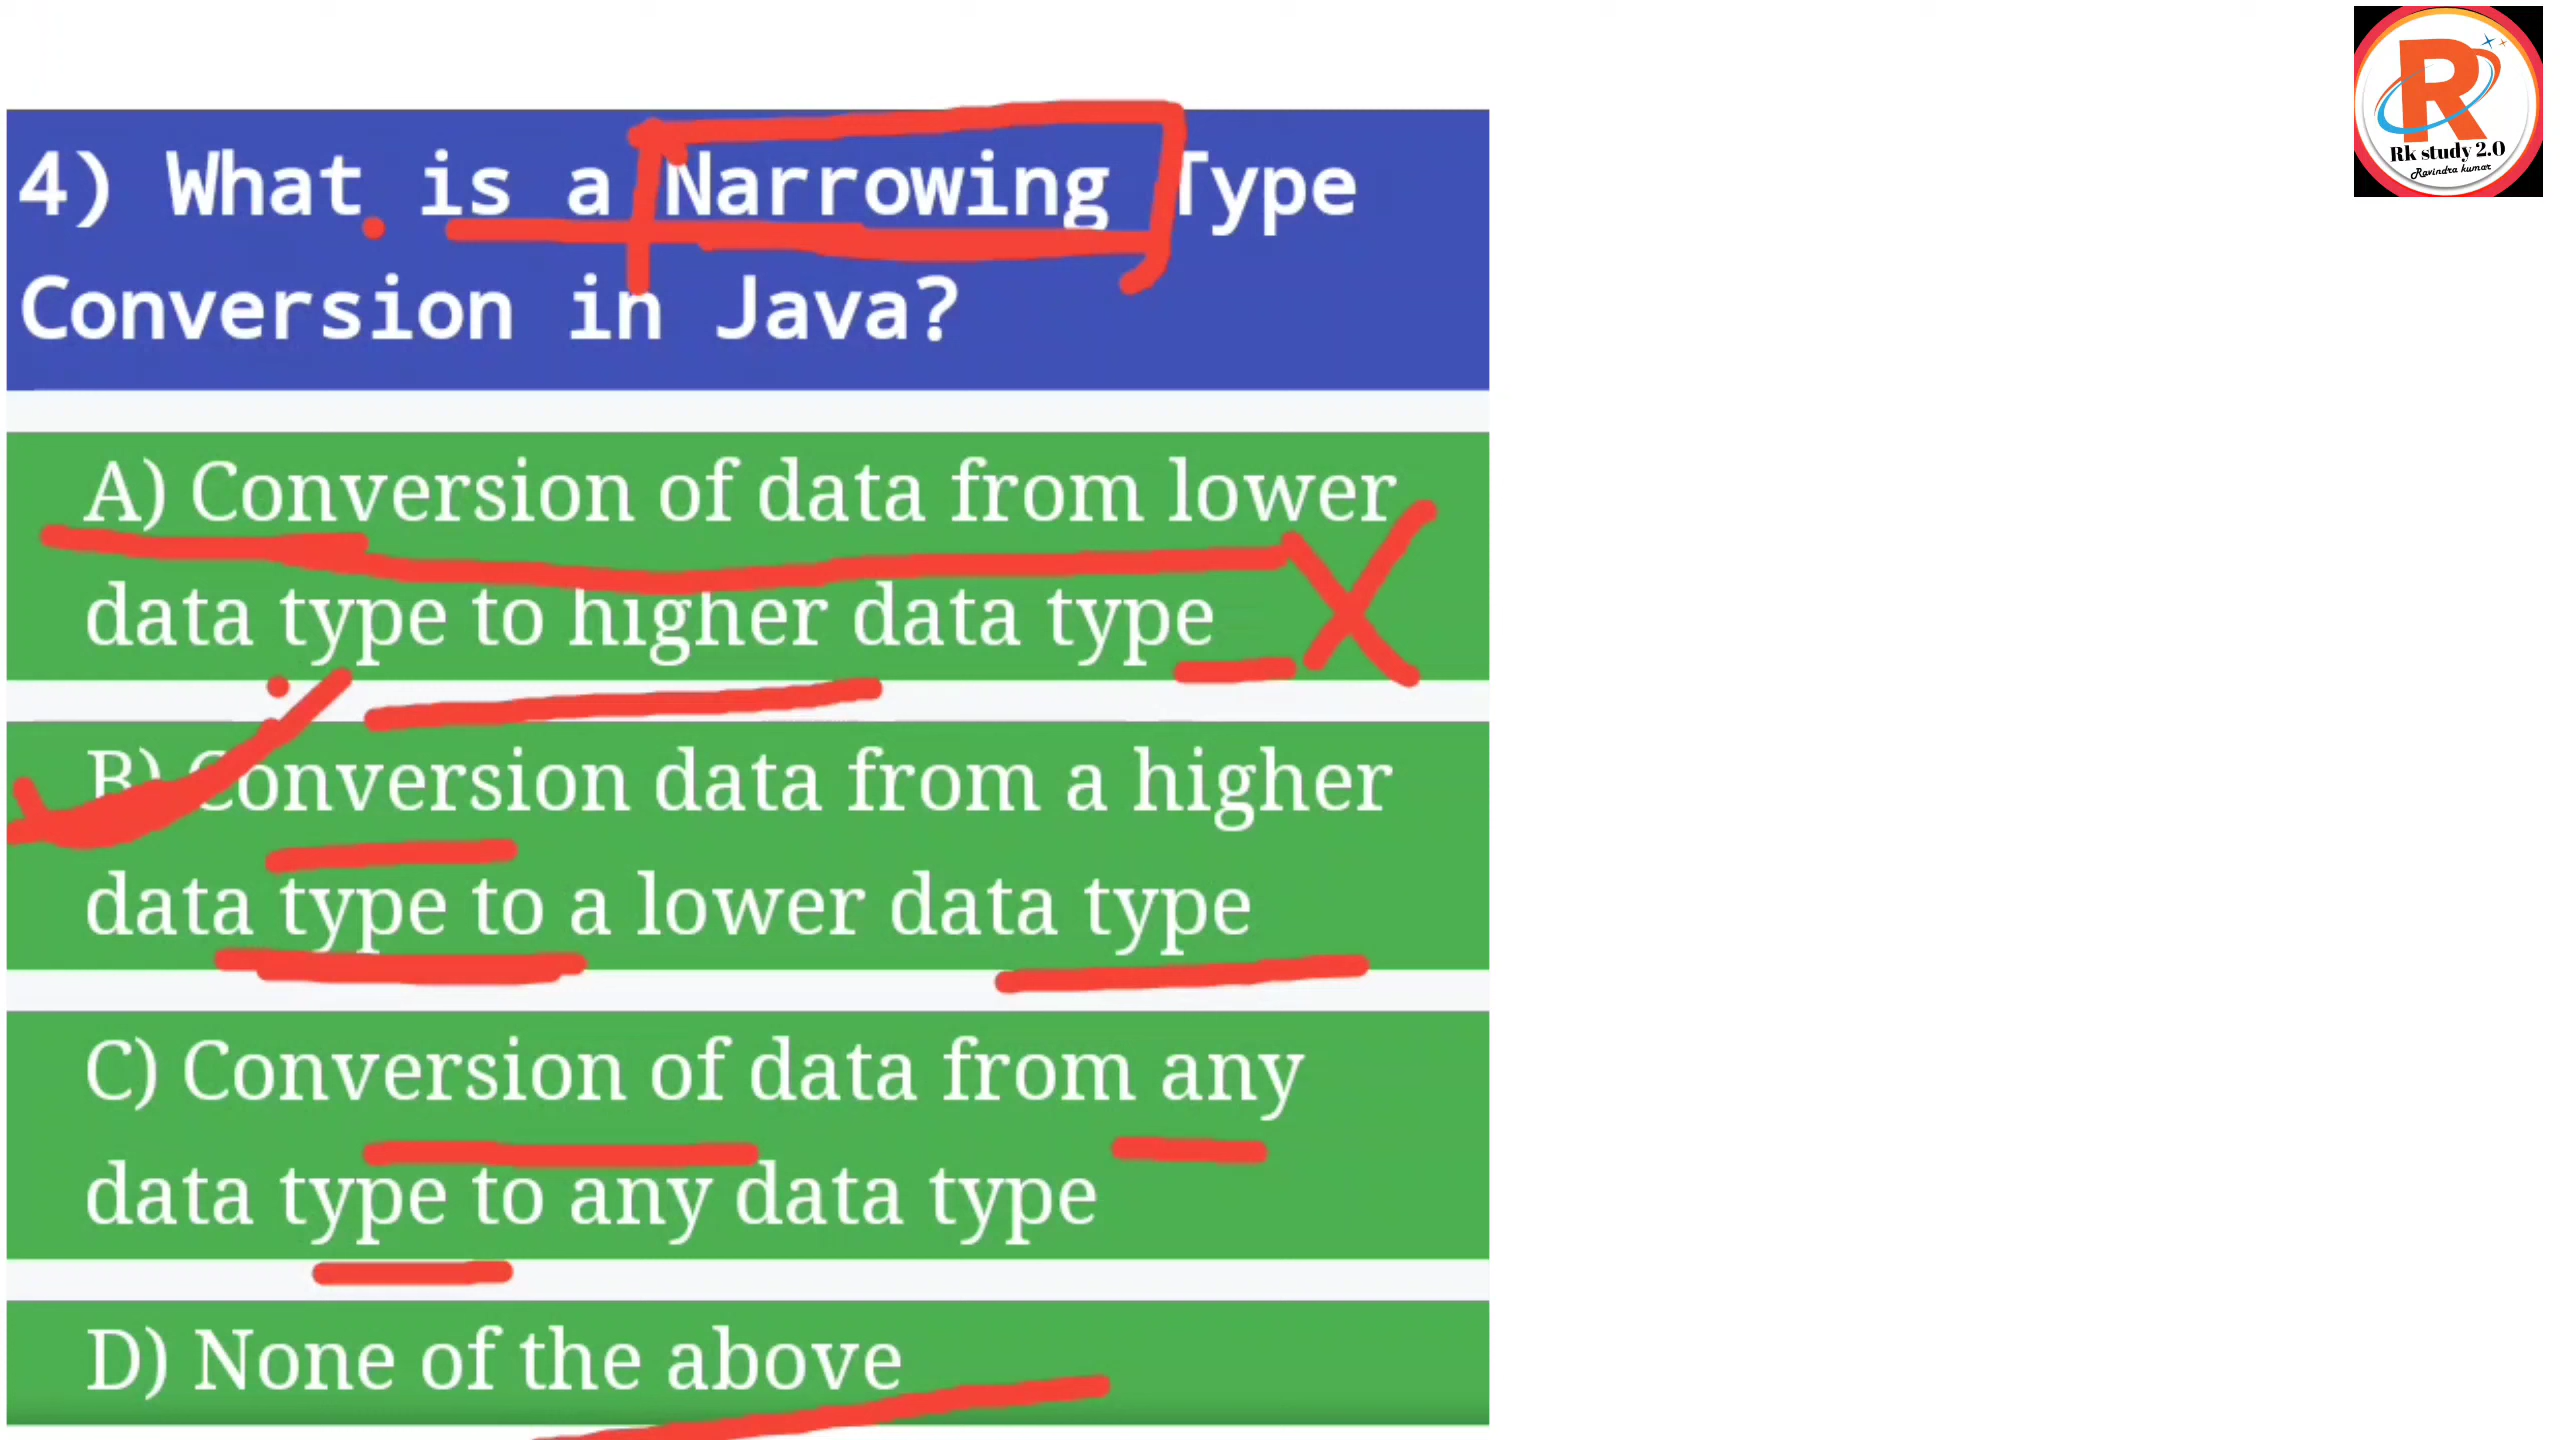 Rk study 2.0
Ravindra kumar
4) What is a Narrowing Type
Conversion in Java?
A) Conversion of data from lower
data type to higher data type
B) Conversion data from a higher
data type to a lower data type
C) Conversion of data from any
data type to any data type
D) None of the above